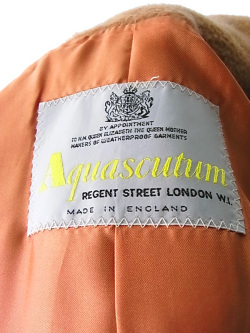 BY APPOINTMENT
TO H.M. QUEEN ELIZABETH THE QUEEN MOTHER
MAKERS OF WEATHERPROOF GARMENTS
Aquascutum
REGENT STREET LONDON W.1.
MADE IN ENGLAND